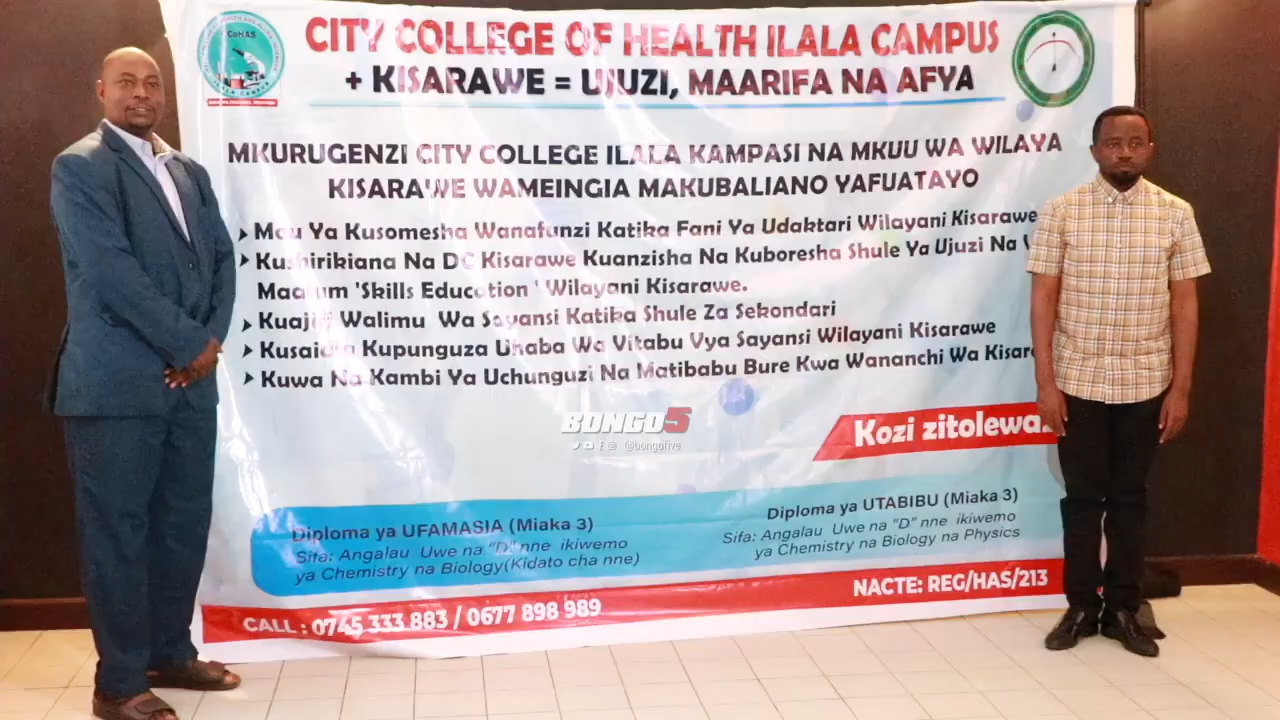 CoHAS
CITY COLLEGE OF HEALTH ILALA CAMPUS
+ KISARAWE = UJUZI, MAARIFA NA AFYA
MKURUGENZI CITY COLLEGE ILALA KAMPASI NA MKUU WA WILAYA
KISARAWE WAMEINGIA MAKUBALIANO YAFUATAYO
Mou Ya Kusomesha Wanafunzi Katika Fani Ya Udaktari Wilayani Kisarawe
Kushirikiana Na DC Kisarawe Kuanzisha Na Kuboresha Shule Ya Ujuzi Na
Maalum 'Skills Education ' Wilayani Kisarawe.
Kuajiri Walimu Wa Sayansi Katika Shule Za Sekondari
Kusaidia Kupunguza Uhaba Wa Vitabu Vya Sayansi Wilayani Kisarawe
Kuwa Na Kambi Ya Uchunguzi Na Matibabu Bure Kwa Wananchi Wa
BONGO5
@bongofive
Kozi
Diploma ya UFAMASIA (Miaka 3)
Sifa: Angalau Uwe na "D" nne ikiwemo
ya Chemistry na Biology(Kidato cha nne)
Diploma ya UTABIBU (Miaka 3)
Sifa: Angalau Uwe na "D" nne ikiwemo
ya Chemistry na Biology na Physics
CALL : 0745 333 883 / 0677 898 989
NACTE: REG/HAS/213